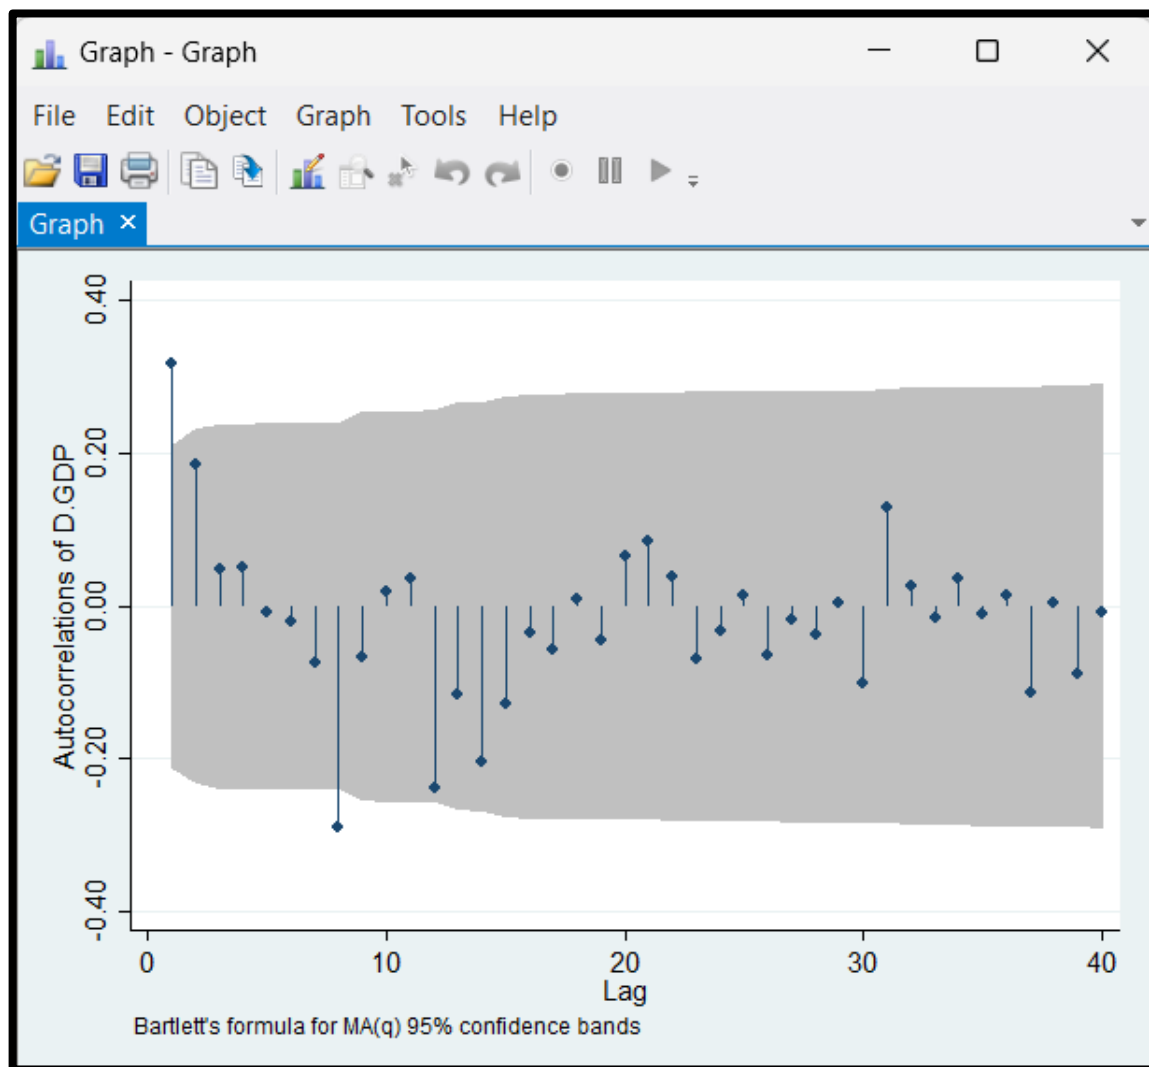 Graph - Graph
File Edit Object Graph Tools Help
Graph
Autocorrelations of D.GDP
0.40
0.20
0.00
-0.20
-0.40
0 10 20 30 40
Lag
Bartlett's formula for MA(q) 95% confidence bands